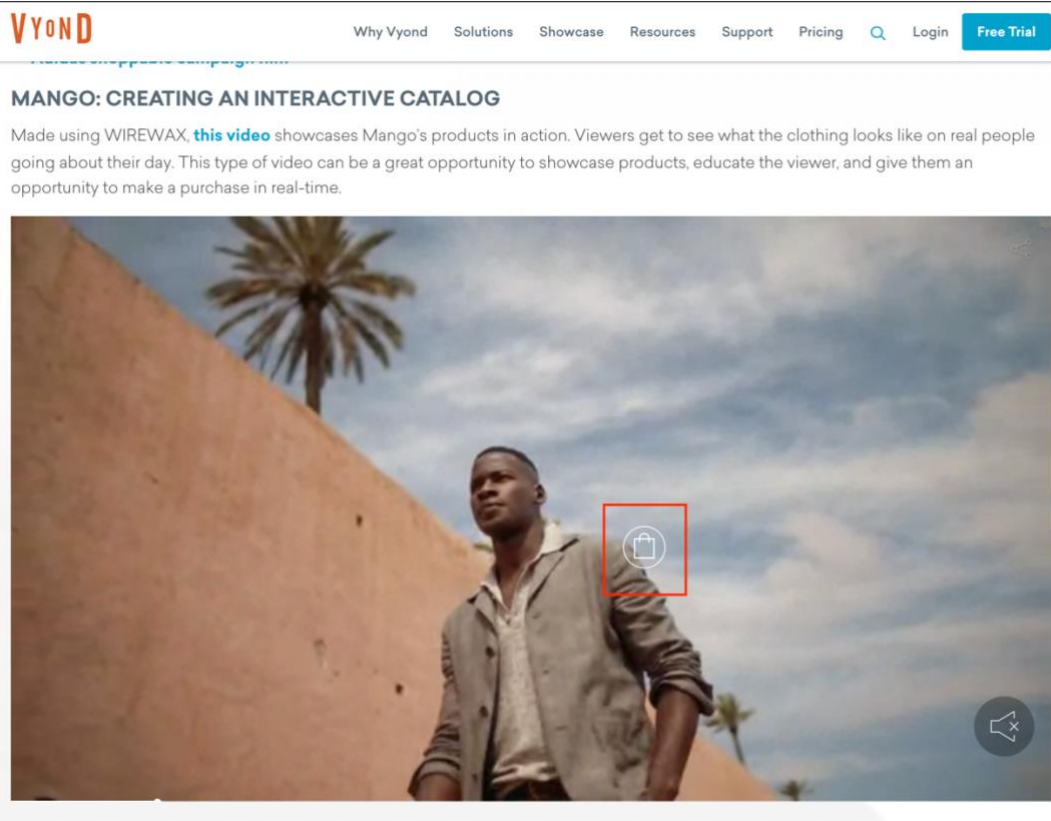 VYOND
Why Vyond Solutions Showcase Resources Support Pricing Login Free Trial
MANGO: CREATING AN INTERACTIVE CATALOG
Made using WIREWAX, this video showcases Mango's products in action. Viewers get to see what the clothing looks like on real people
going about their day. This type of video can be a great opportunity to showcase products, educate the viewer, and give them an
opportunity to make a purchase in real-time.